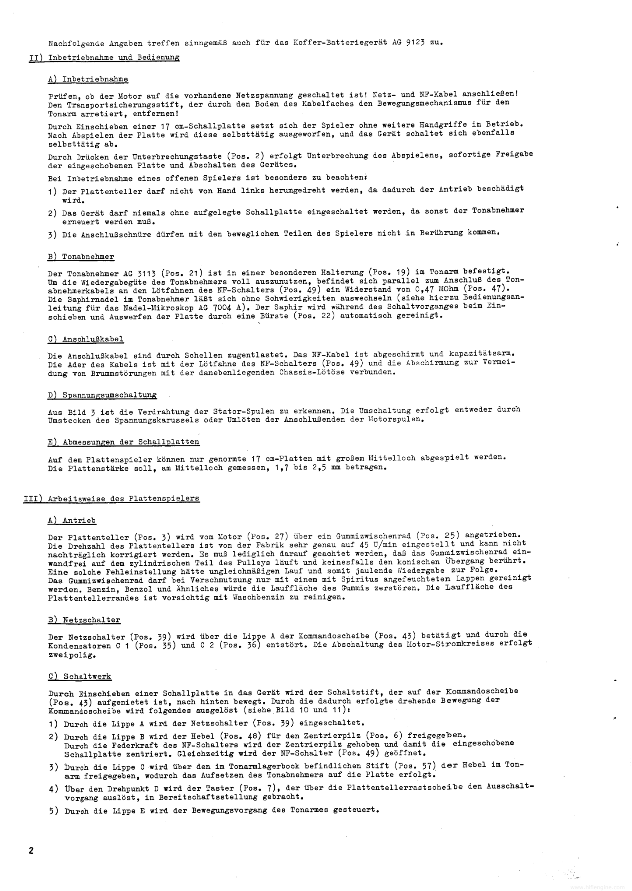 Nachfolgende Angaben treffen sinngemäß auch für das Koffer-Batteriegerät AG 9123 zu.
II) Inbetriebnahme und Bedienung
A) Inbetriebnahme
Prüfen, ob der Motor auf die vorhandene Netzspannung geschaltet ist! Netz- und NF-Kabel anschließen!
Den Transportsicherungsstift, der durch den Boden des Kabelfaches den Bewegungsmechanismus für den
Tonarm arretiert, entfernen!
Durch Einschieben einer 17 cm-Schallplatte setzt sich der Spieler ohne weitere Handgriffe in Betrieb.
Nach Abspielen der Platte wird diese selbsttätig ausgeworfen, und das Gerät schaltet sich ebenfalls
selbsttätig ab.
Durch Drücken der Unterbrechungstaste (Pos. 2) erfolgt Unterbrechung des Abspielens, sofortige Freigabe
der eingeschobenen Platte und Abschalten des Gerätes.
Bei Inbetriebnahme eines offenen Spielers ist besonders zu beachten:
1) Der Plattenteller darf nicht von Hand links herumgedreht werden, da dadurch der Antrieb beschädigt
wird.
2) Das Gerät darf niemals ohne aufgelegte Schallplatte eingeschaltet werden, da sonst der Tonabnehmer
erneuert werden muß.
3) Die Anschlußschnüre dürfen mit den beweglichen Teilen des Spielers nicht in Berührung kommen.
B) Tonabnehmer
Der Tonabnehmer AG 3113 (Pos. 21) ist in einer besonderen Halterung (Pos. 19) im Tonarm befestigt.
Um die Wiedergabegüte des Tonabnehmers voll auszunutzen, befindet sich parallel zum Anschluß des Ton-
abnehmerkabels an den Lötfahnen des NF-Schalters (Pos. 49) ein Widerstand von 0,47 MOhm (Pos. 47).
Die Saphirnadel im Tonabnehmer läßt sich ohne Schwierigkeiten auswechseln (siehe hierzu Bedienungsan-
leitung für das Nadel-Mikroskop AG 7004 A). Der Saphir wird während des Schaltvorganges beim Ein-
schieben und Auswerfen der Platte durch eine Bürste (Pos. 22) automatisch gereinigt.
C) Anschlußkabel
Die Anschlußkabel sind durch Schellen zugentlastet. Das NF-Kabel ist abgeschirmt und kapazitätsarm.
Die Ader des Kabels ist mit der Lötfahne des NF-Schalters (Pos. 49) und die Abschirmung zur Vermei-
dung von Brummstörungen mit der danebenliegenden Chassis-Lötöse verbunden.
D) Spannungsumschaltung
Aus Bild 3 ist die Verdrahtung der Stator-Spulen zu erkennen. Die Umschaltung erfolgt entweder durch
Umstecken des Spannungskarussels oder Umlöten der Anschlußenden der Motorspulen.
E) Abmessungen der Schallplatten
Auf dem Plattenspieler können nur genormte 17 cm-Platten mit großem Mittelloch abgespielt werden.
Die Plattenstärke soll, am Mittelloch gemessen, 1,7 bis 2,5 mm betragen.
III) Arbeitsweise des Plattenspielers
A) Antrieb
Der Plattenteller (Pos. 3) wird vom Motor (Pos. 27) über ein Gummizwischenrad (Pos. 25) angetrieben.
Die Drehzahl des Plattentellers ist von der Fabrik sehr genau auf 45 U/min eingestellt und kann nicht
nachträglich korrigiert werden. Es muß lediglich darauf geachtet werden, daß das Gummizwischenrad ein-
wandfrei auf dem zylindrischen Teil des Pulleys läuft und keinesfalls den konischen Übergang berührt.
Eine solche Fehleinstellung hätte ungleichmäßigen Lauf und somit jaulende Wiedergabe zur Folge.
Das Gummizwischenrad darf bei Verschmutzung nur mit einem mit Spiritus angefeuchteten Lappen gereinigt
werden, Benzin, Benzol und Ähnliches würde die Lauffläche des Gummis zerstören. Die Lauffläche des
Plattentellerrandes ist vorsichtig mit Waschbenzin zu reinigen.
B) Netzschalter
Der Netzschalter (Pos. 39) wird über die Lippe A der Kommandoscheibe (Pos. 43) betätigt und durch die
Kondensatoren C 1 (Pos. 35) und C 2 (Pos. 36) entstört. Die Abschaltung des Motor-Stromkreises erfolgt
zweipolig.
C) Schaltwerk
Durch Einschieben einer Schallplatte in das Gerät wird der Schaltstift, der auf der Kommandoscheibe
(Pos. 43) aufgenietet ist, nach hinten bewegt. Durch die dadurch erfolgte drehende Bewegung der
Kommandoscheibe wird folgendes ausgelöst (siehe Bild 10 und 11):
1) Durch die Lippe A wird der Netzschalter (Pos. 39) eingeschaltet.
2) Durch die Lippe B wird der Hebel (Pos. 48) für den Zentrierpilz (Pos. 6) freigegeben.
Durch die Federkraft des NF-Schalters wird der Zentrierpilz gehoben und damit die eingeschobene
Schallplatte zentriert. Gleichzeitig wird der NF-Schalter (Pos. 49) geöffnet.
3) Durch die Lippe C wird über den im Tonarmlagerbock befindlichen Stift (Pos. 57) der Hebel im Ton-
arm freigegeben, wodurch das Aufsetzen des Tonabnehmers auf die Platte erfolgt.
4) Über den Drehpunkt D wird der Taster (Pos. 7), der über die Plattentellerrastscheibe den Ausschalt-
vorgang auslöst, in Bereitschaftsstellung gebracht.
5) Durch die Lippe E wird der Bewegungsvorgang des Tonarmes gesteuert.
2